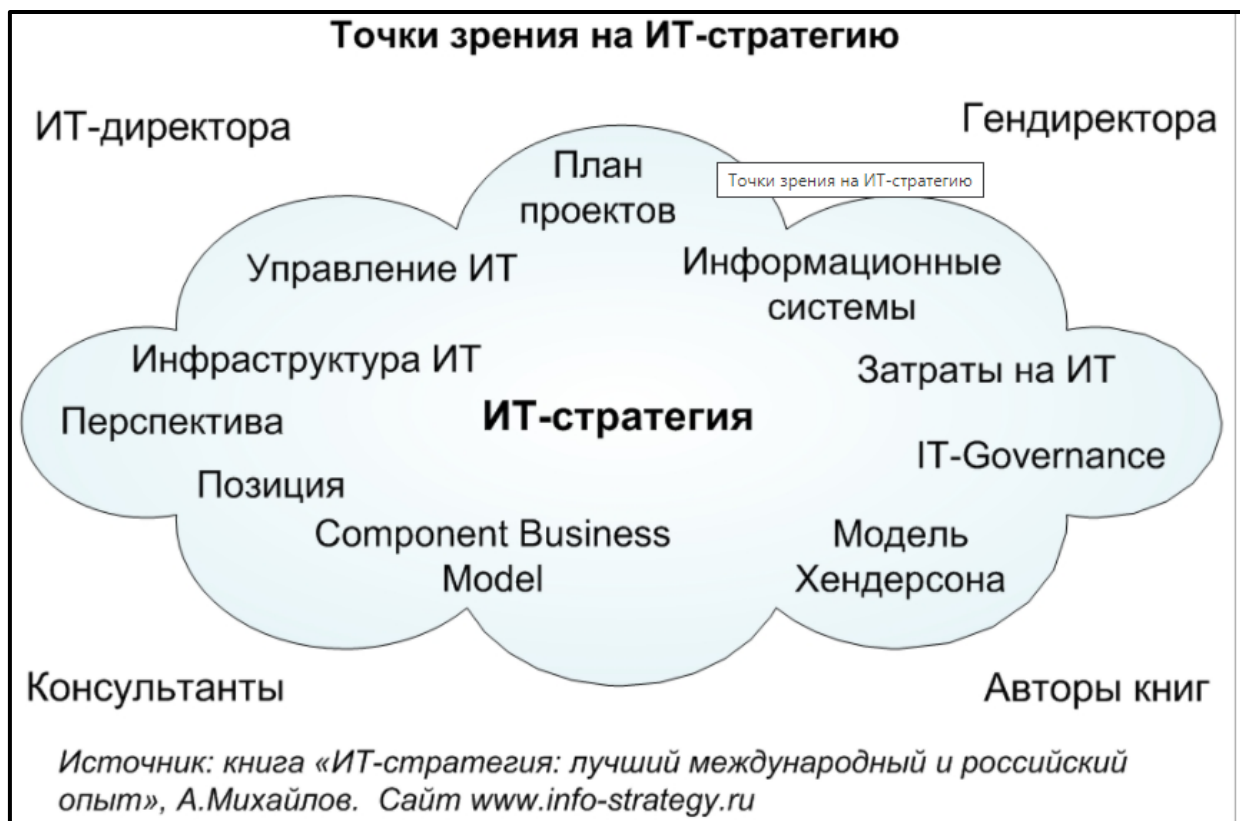 Точки зрения на ИТ-стратегию
ИТ-директора
Гендиректора
План
проектов
Точки зрения на ИТ-стратегию
Управление ИТ
Информационные
системы
Инфраструктура ИТ
Затраты на ИТ
Перспектива
ИТ-стратегия
IT-Governance
Позиция
Component Business
Model
Модель
Хендерсона
Консультанты
Авторы книг
Источник: книга «ИТ-стратегия: лучший международный и российский
опыт», А.Михайлов. Сайт www.info-strategy.ru